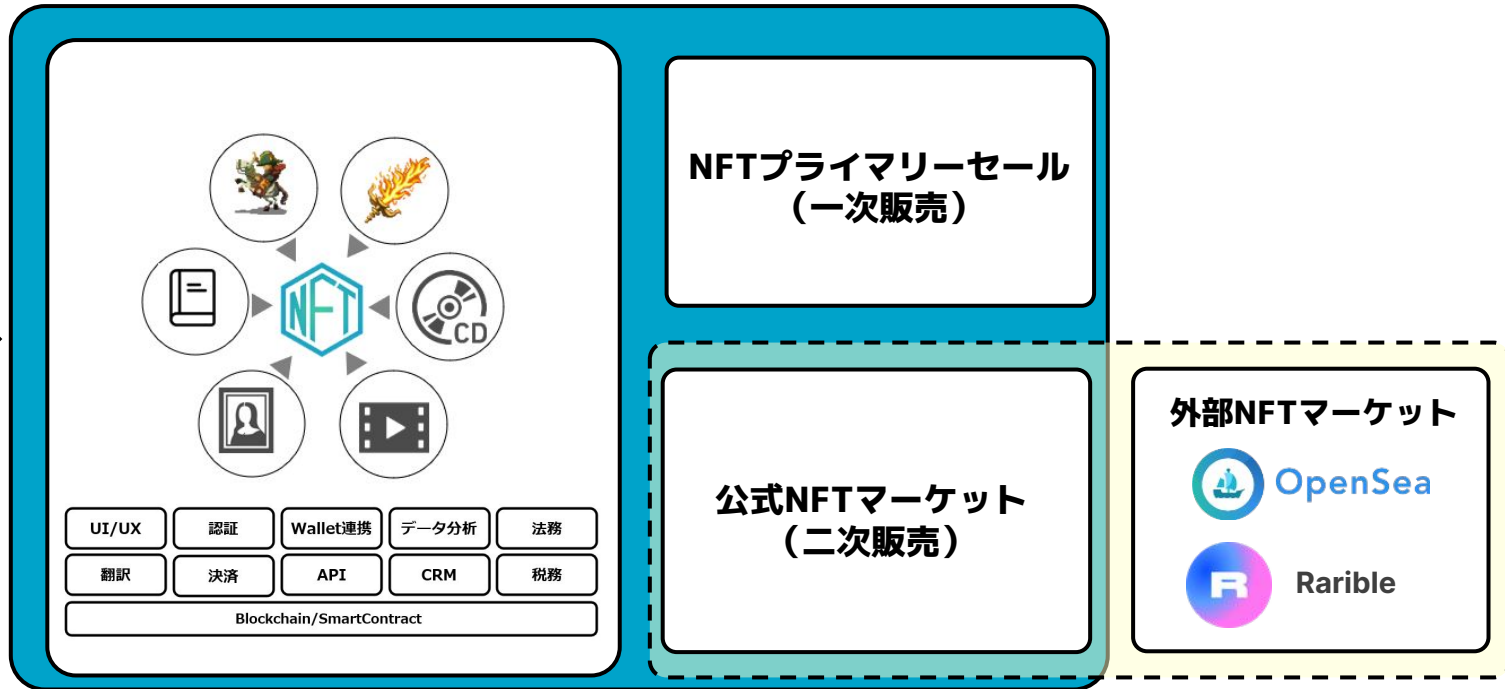 NFT
CD
UI/UX
認証
Wallet連携
データ分析
法務
翻訳
決済
API
CRM
税務
Blockchain/SmartContract
NFTプライマリーセール
（一次販売）
公式NFTマーケット
（二次販売）
外部NFTマーケット
OpenSea
R
Rarible